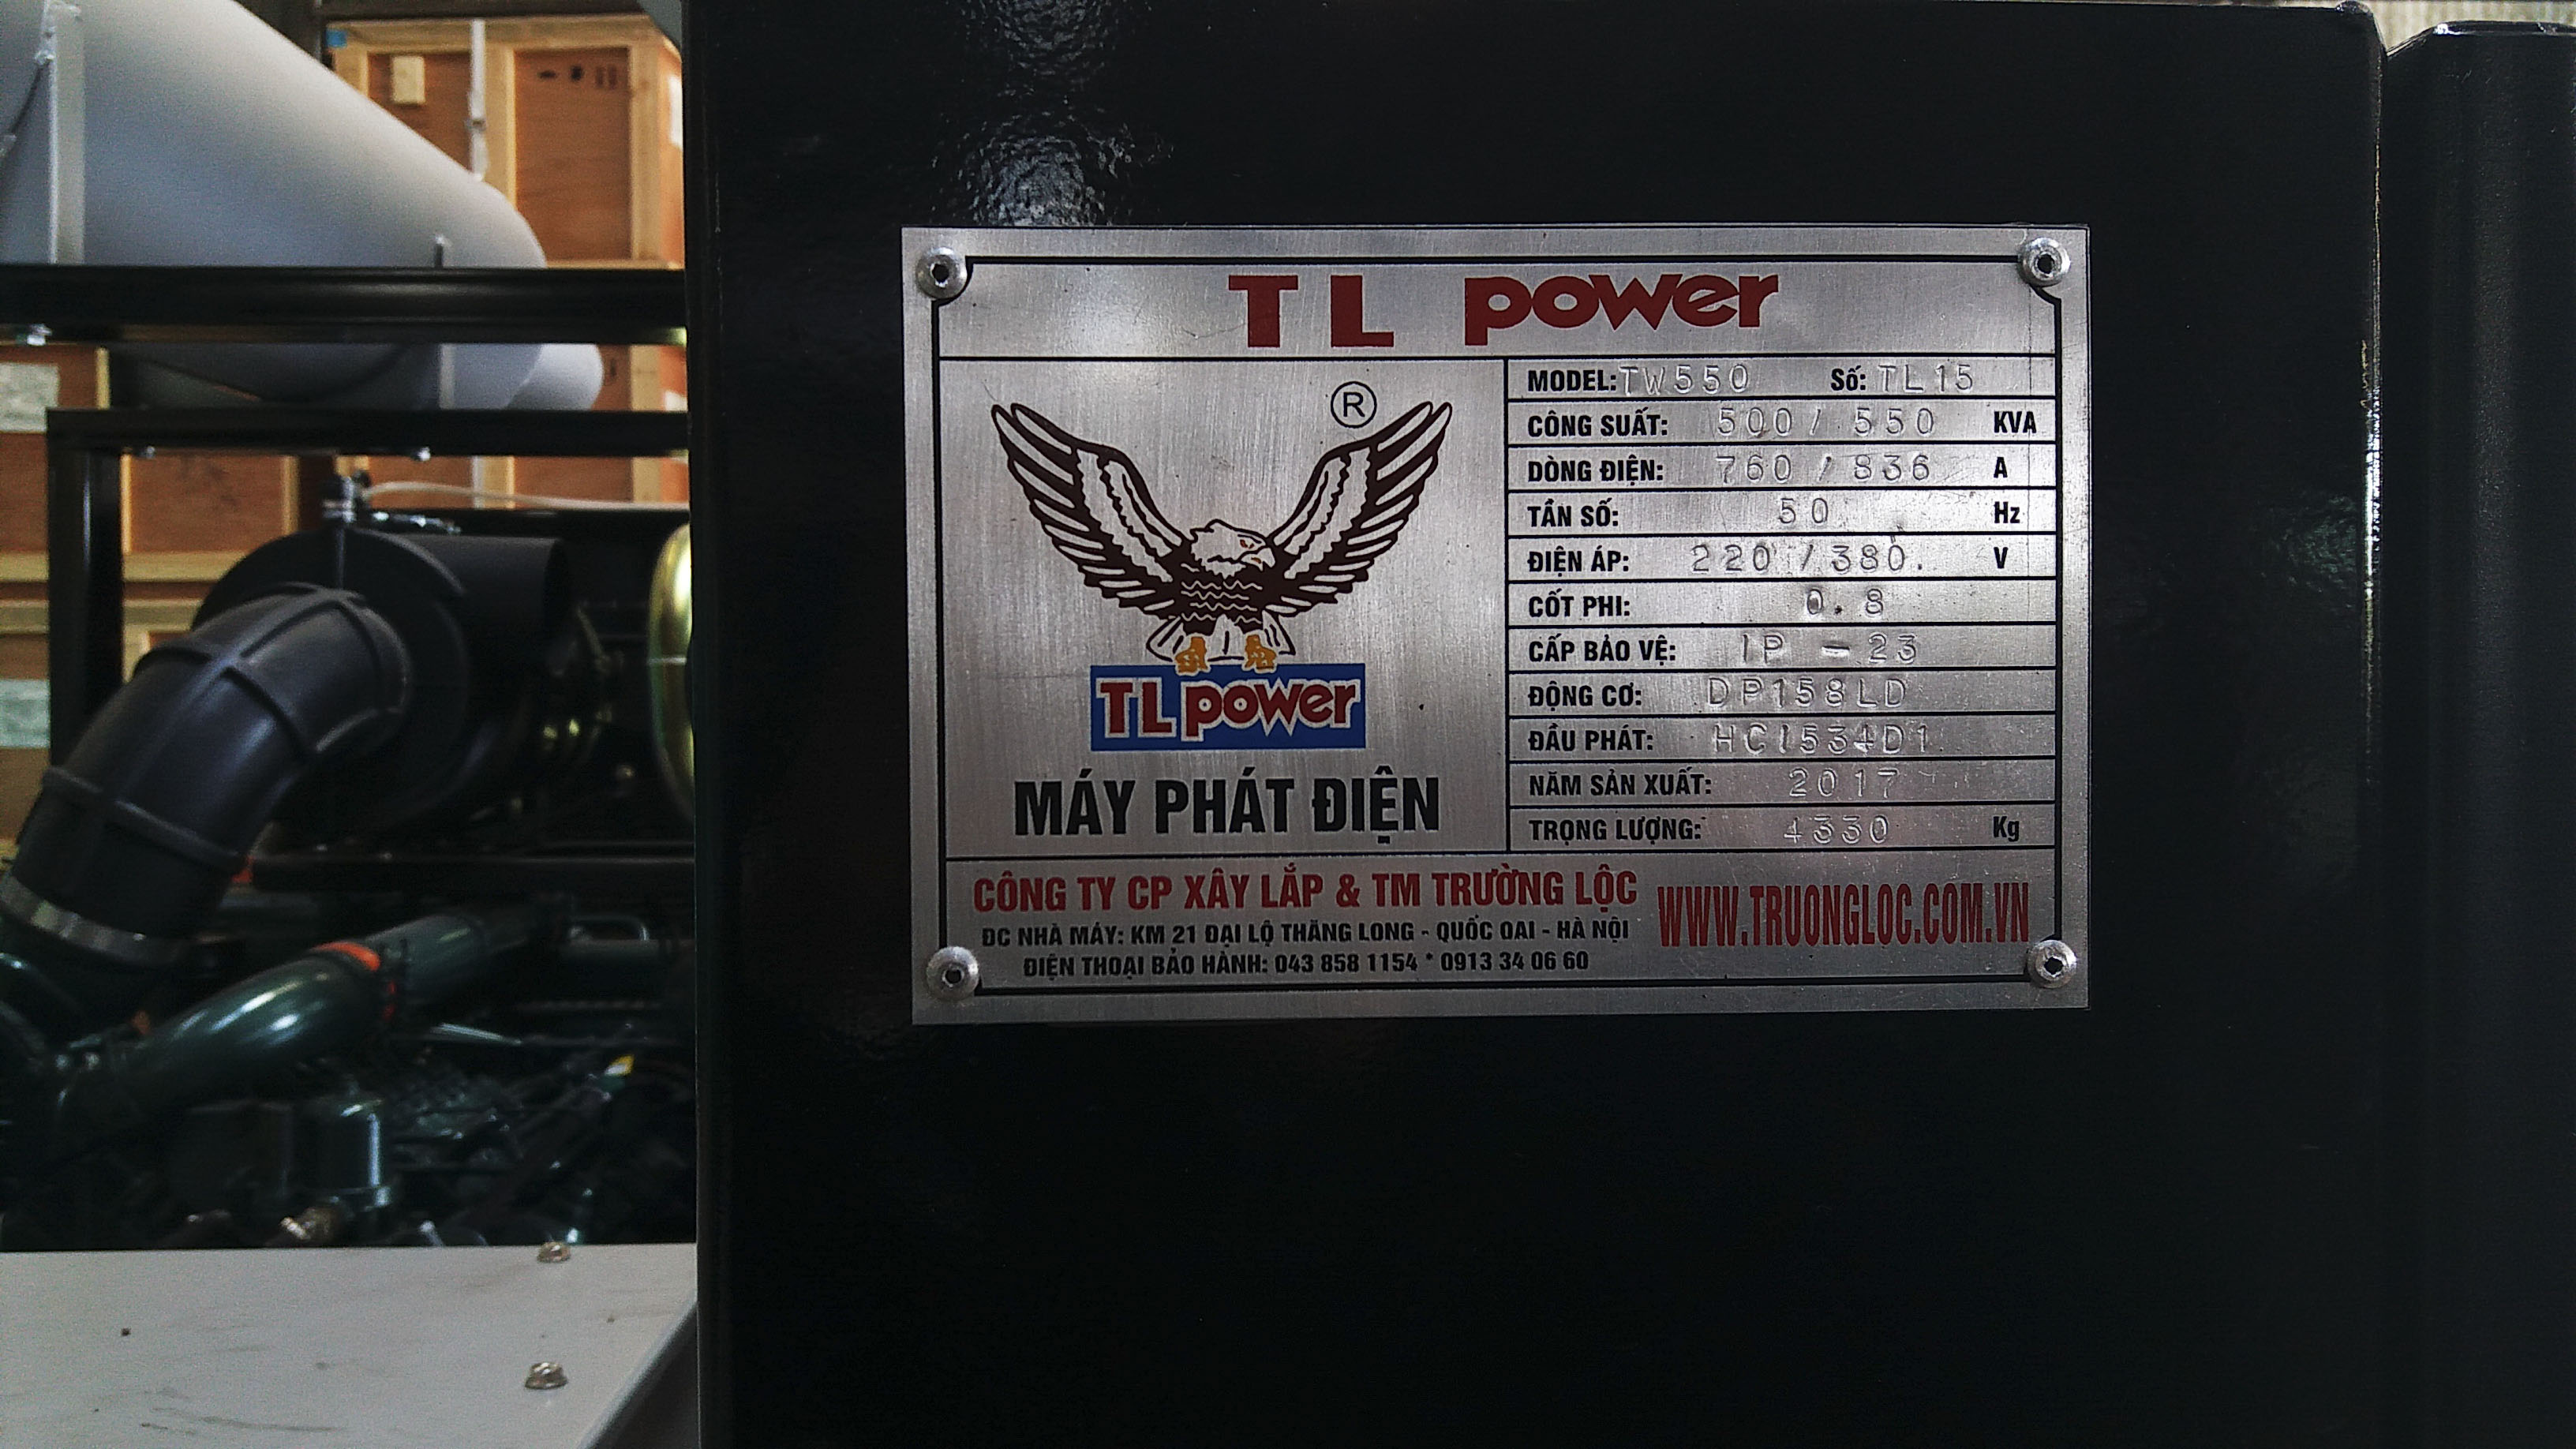 TL power
®
TL power
MÁY PHÁT ĐIỆN
MODEL: TW550 Số: TL15
CÔNG SUẤT: 500 / 550 KVA
DÒNG ĐIỆN: 760 / 836 A
TẦN SỐ: 50 Hz
ĐIỆN ÁP: 220 / 380. V
CỐT PHI: 0.8
CẤP BẢO VỆ: IP - 23
ĐỘNG CƠ: DP158LD
ĐẦU PHÁT: HCI534D1
NĂM SẢN XUẤT: 2017
TRỌNG LƯỢNG: 4330 Kg
CÔNG TY CP XÂY LẮP & TM TRƯỜNG LỘC
ĐC NHÀ MÁY: KM 21 ĐẠI LỘ THĂNG LONG - QUỐC OAI - HÀ NỘI
ĐIỆN THOẠI BẢO HÀNH: 043 858 1154 * 0913 34 06 60
WWW.TRUONGLOC.COM.VN